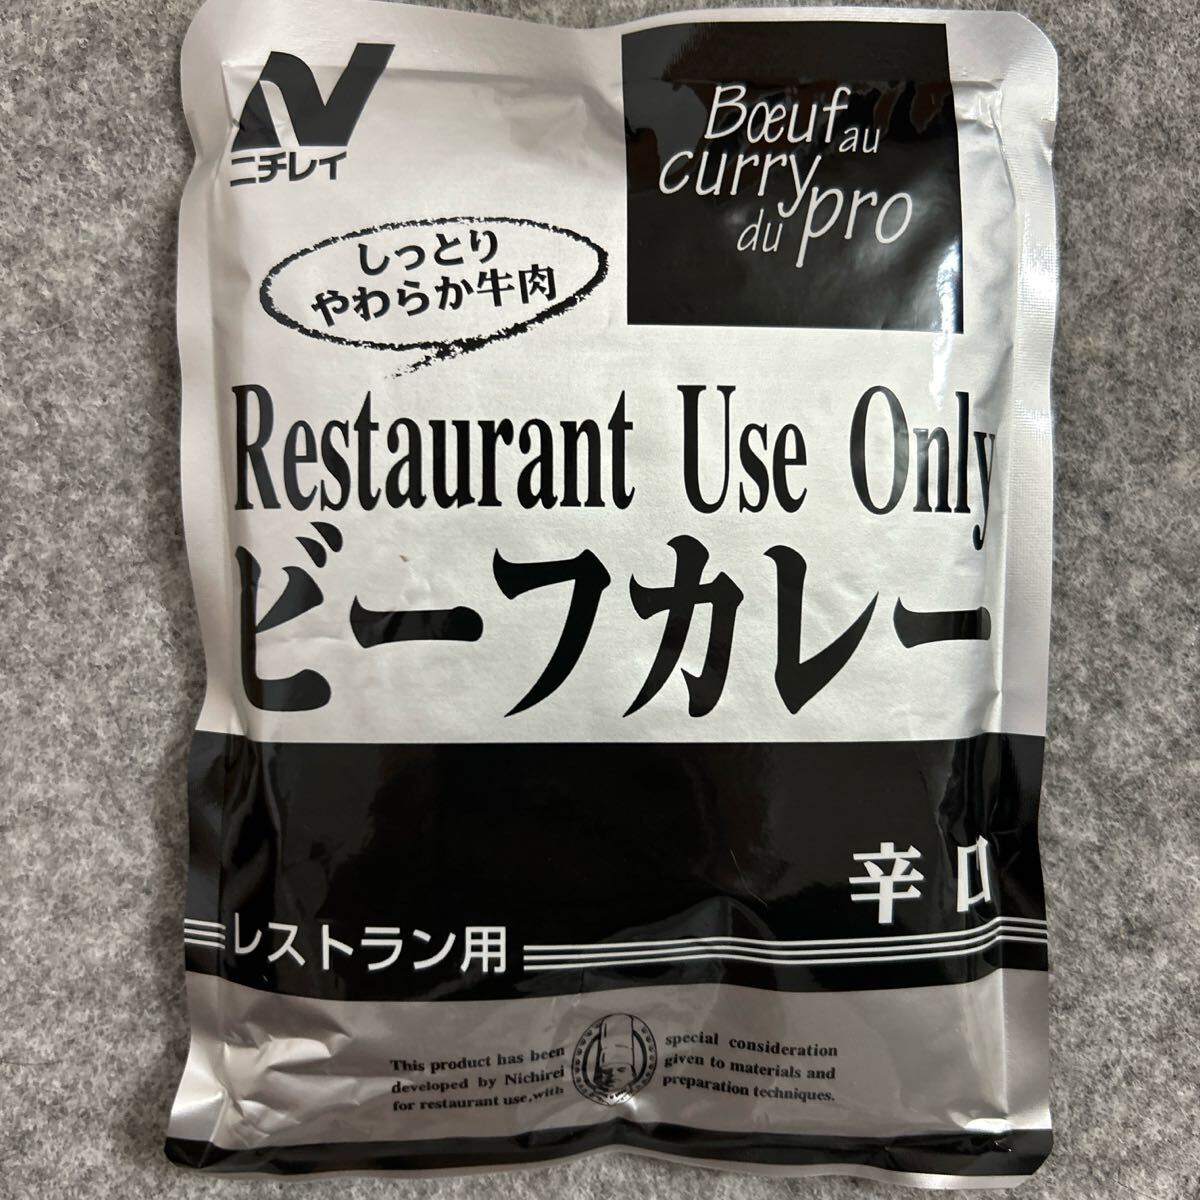 ニチレイ
Bœuf au
curry
du pro
しっとり
やわらか牛肉
Restaurant Use Only
ビーフカレー
辛口
レストラン用
This product has been
developed by Nichirei
for restaurant use, with
special consideration
given to materials and
preparation techniques.